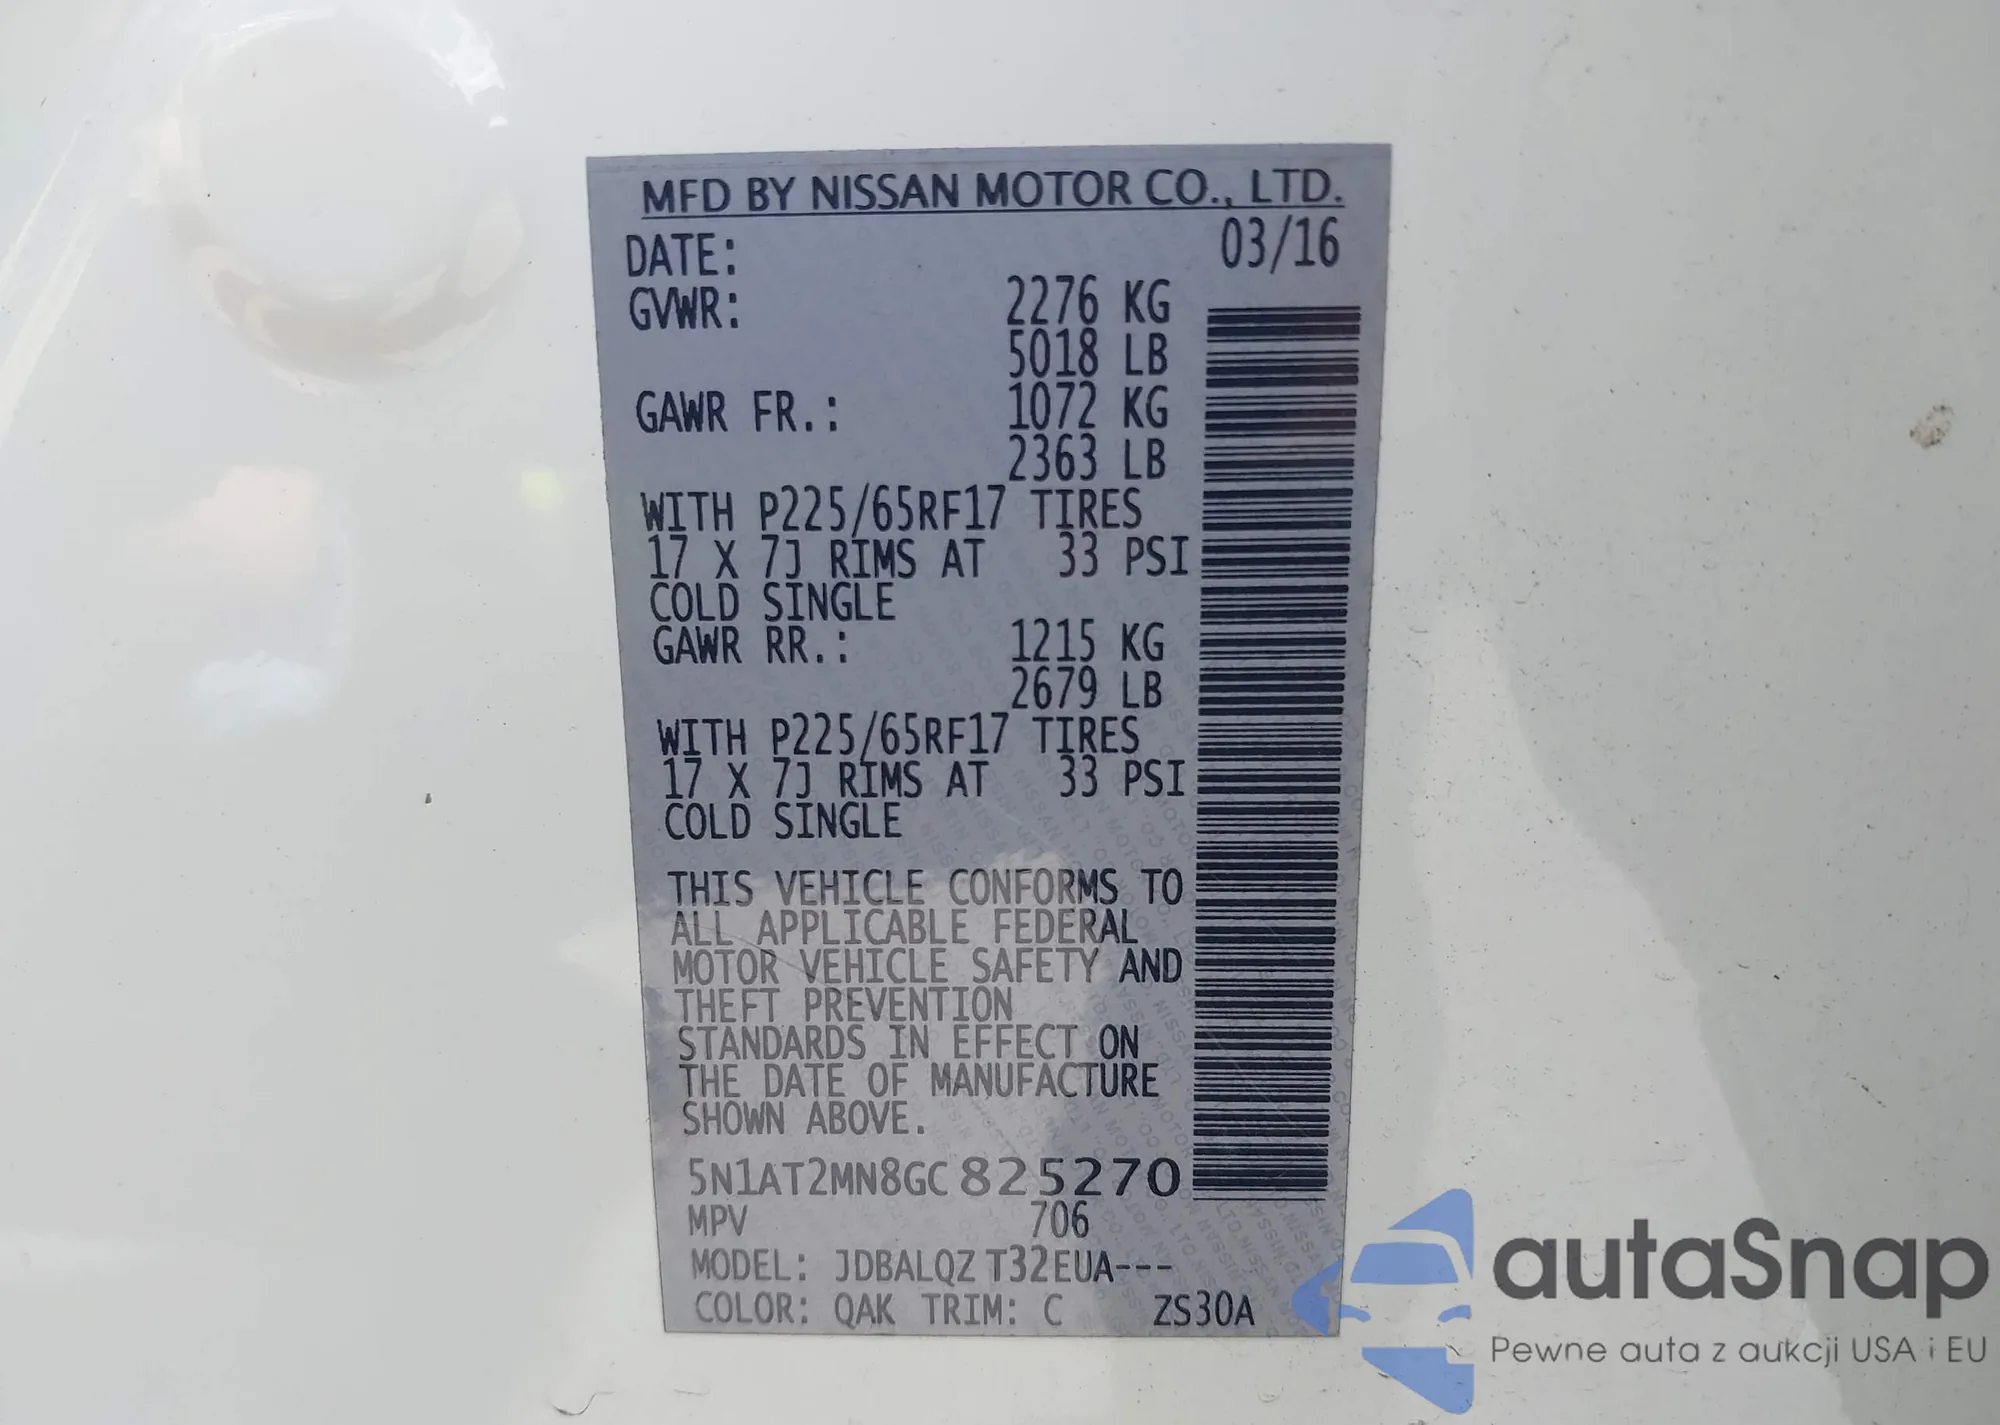 MFD BY NISSAN MOTOR CO., LTD.
DATE: 03/16
GVWR: 2276 KG
5018 LB
GAWR FR.: 1072 KG
2363 LB
WITH P225/65RF17 TIRES
17 X 7J RIMS AT 33 PSI
COLD SINGLE
GAWR RR.: 1215 KG
2679 LB
WITH P225/65RF17 TIRES
17 X 7J RIMS AT 33 PSI
COLD SINGLE
THIS VEHICLE CONFORMS TO
ALL APPLICABLE FEDERAL
MOTOR VEHICLE SAFETY AND
THEFT PREVENTION
STANDARDS IN EFFECT ON
THE DATE OF MANUFACTURE
SHOWN ABOVE.
5N1AT2MN8GC825270
MPV 706
MODEL: JDBALQZ T32EUA---
COLOR: QAK TRIM: C ZS30A
autaSnap
Pewne auta z aukcji USA i EU